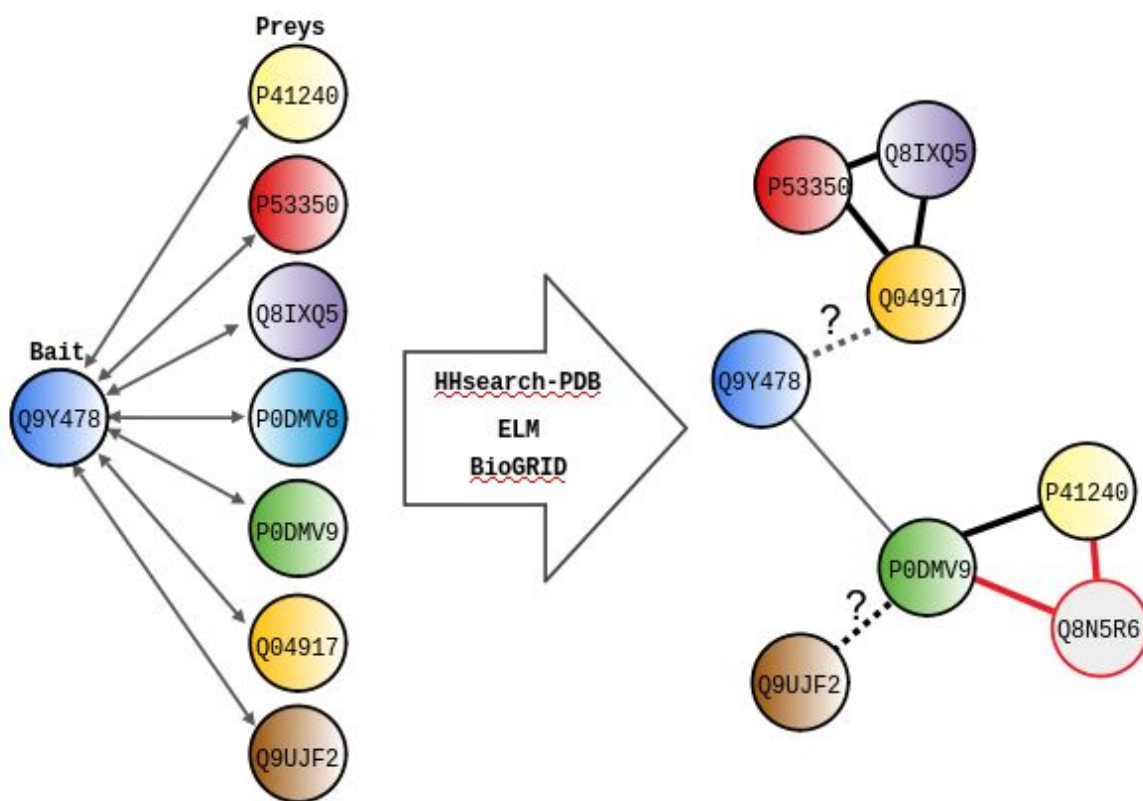 Preys
P41240
P53350
Q8IXQ5
Bait
Q9Y478
P0DMV8
P0DMV9
Q04917
Q9UJF2
HHsearch-PDB
ELM
BioGRID
Q8IXQ5
P53350
Q04917
?
Q9Y478
P41240
P0DMV9
?
Q8N5R6
Q9UJF2